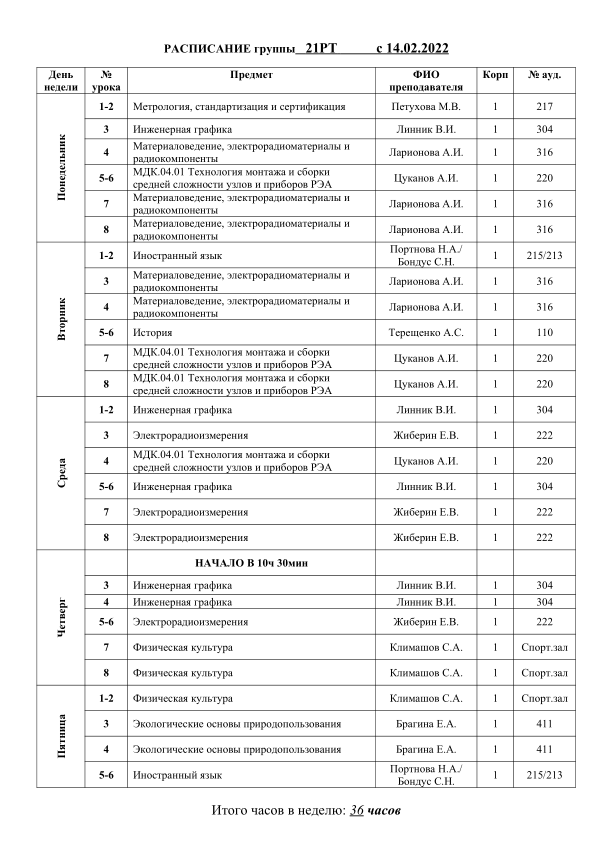 РАСПИСАНИЕ группы 21РТ с 14.02.2022
День недели № урока Предмет ФИО преподавателя Корп № ауд.
Понедельник
1-2 Метрология, стандартизация и сертификация Петухова М.В. 1 217
3 Инженерная графика Линник В.И. 1 304
4 Материаловедение, электрорадиоматериалы и радиокомпоненты Ларионова А.И. 1 316
5-6 МДК.04.01 Технология монтажа и сборки средней сложности узлов и приборов РЭА Цуканов А.И. 1 220
7 Материаловедение, электрорадиоматериалы и радиокомпоненты Ларионова А.И. 1 316
8 Материаловедение, электрорадиоматериалы и радиокомпоненты Ларионова А.И. 1 316
Вторник
1-2 Иностранный язык Портнова Н.А./ Бондус С.Н. 1 215/213
3 Материаловедение, электрорадиоматериалы и радиокомпоненты Ларионова А.И. 1 316
4 Материаловедение, электрорадиоматериалы и радиокомпоненты Ларионова А.И. 1 316
5-6 История Терещенко А.С. 1 110
7 МДК.04.01 Технология монтажа и сборки средней сложности узлов и приборов РЭА Цуканов А.И. 1 220
8 МДК.04.01 Технология монтажа и сборки средней сложности узлов и приборов РЭА Цуканов А.И. 1 220
Среда
1-2 Инженерная графика Линник В.И. 1 304
3 Электрорадиоизмерения Жиберин Е.В. 1 222
4 МДК.04.01 Технология монтажа и сборки средней сложности узлов и приборов РЭА Цуканов А.И. 1 220
5-6 Инженерная графика Линник В.И. 1 304
7 Электрорадиоизмерения Жиберин Е.В. 1 222
8 Электрорадиоизмерения Жиберин Е.В. 1 222
Четверг
НАЧАЛО В 10ч 30мин
3 Инженерная графика Линник В.И. 1 304
4 Инженерная графика Линник В.И. 1 304
5-6 Электрорадиоизмерения Жиберин Е.В. 1 222
7 Физическая культура Климашов С.А. 1 Спорт.зал
8 Физическая культура Климашов С.А. 1 Спорт.зал
Пятница
1-2 Физическая культура Климашов С.А. 1 Спорт.зал
3 Экологические основы природопользования Брагина Е.А. 1 411
4 Экологические основы природопользования Брагина Е.А. 1 411
5-6 Иностранный язык Портнова Н.А./ Бондус С.Н. 1 215/213
Итого часов в неделю: 36 часов